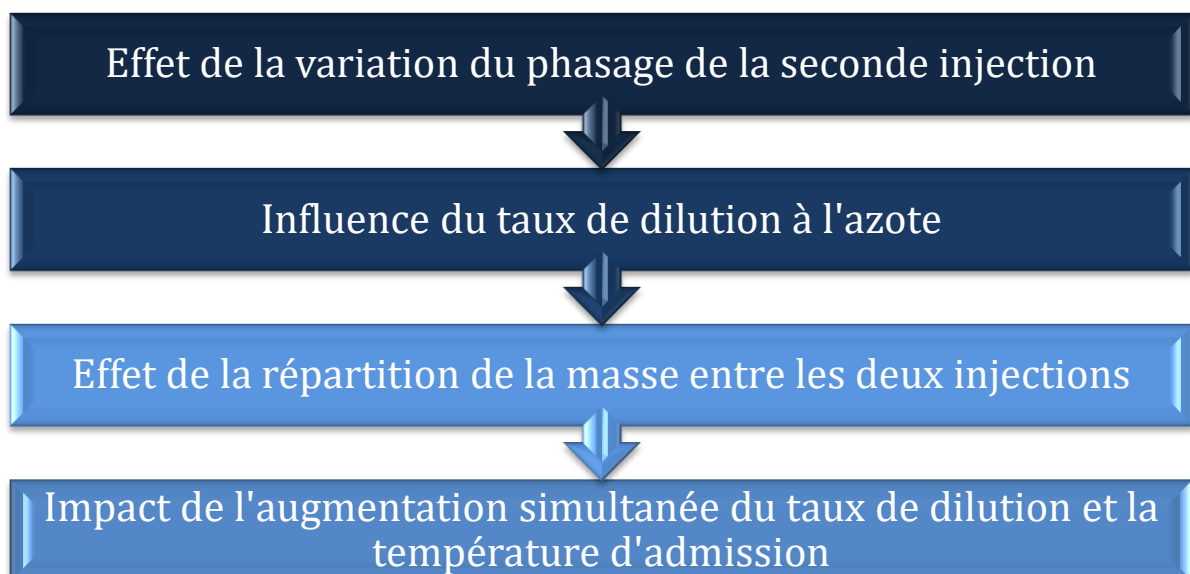 Effet de la variation du phasage de la seconde injection
Influence du taux de dilution à l'azote
Effet de la répartition de la masse entre les deux injections
Impact de l'augmentation simultanée du taux de dilution et la
température d'admission